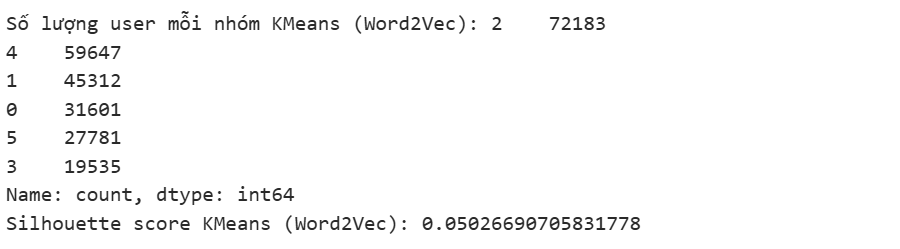 Số lượng user mỗi nhóm KMeans (Word2Vec): 2    72183
4    59647
1    45312
0    31601
5    27781
3    19535
Name: count, dtype: int64
Silhouette score KMeans (Word2Vec): 0.05026690705831778